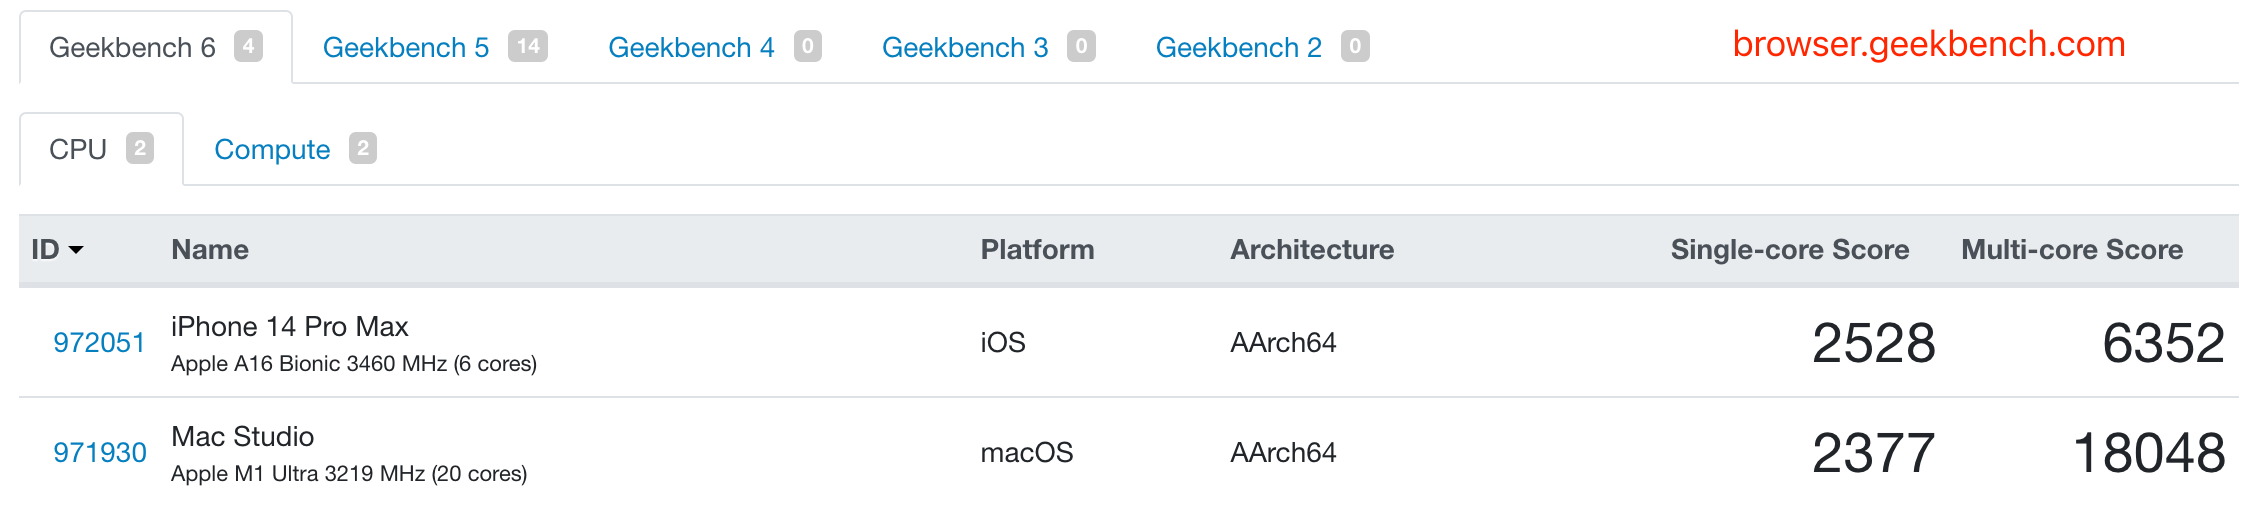 Geekbench 6 4 Geekbench 5 14 Geekbench 4 0 Geekbench 3 0 Geekbench 2 0 browser.geekbench.com
CPU 2 Compute 2
ID Name Platform Architecture Single-core Score Multi-core Score
972051 iPhone 14 Pro Max iOS AArch64 2528 6352
Apple A16 Bionic 3460 MHz (6 cores)
971930 Mac Studio macOS AArch64 2377 18048
Apple M1 Ultra 3219 MHz (20 cores)